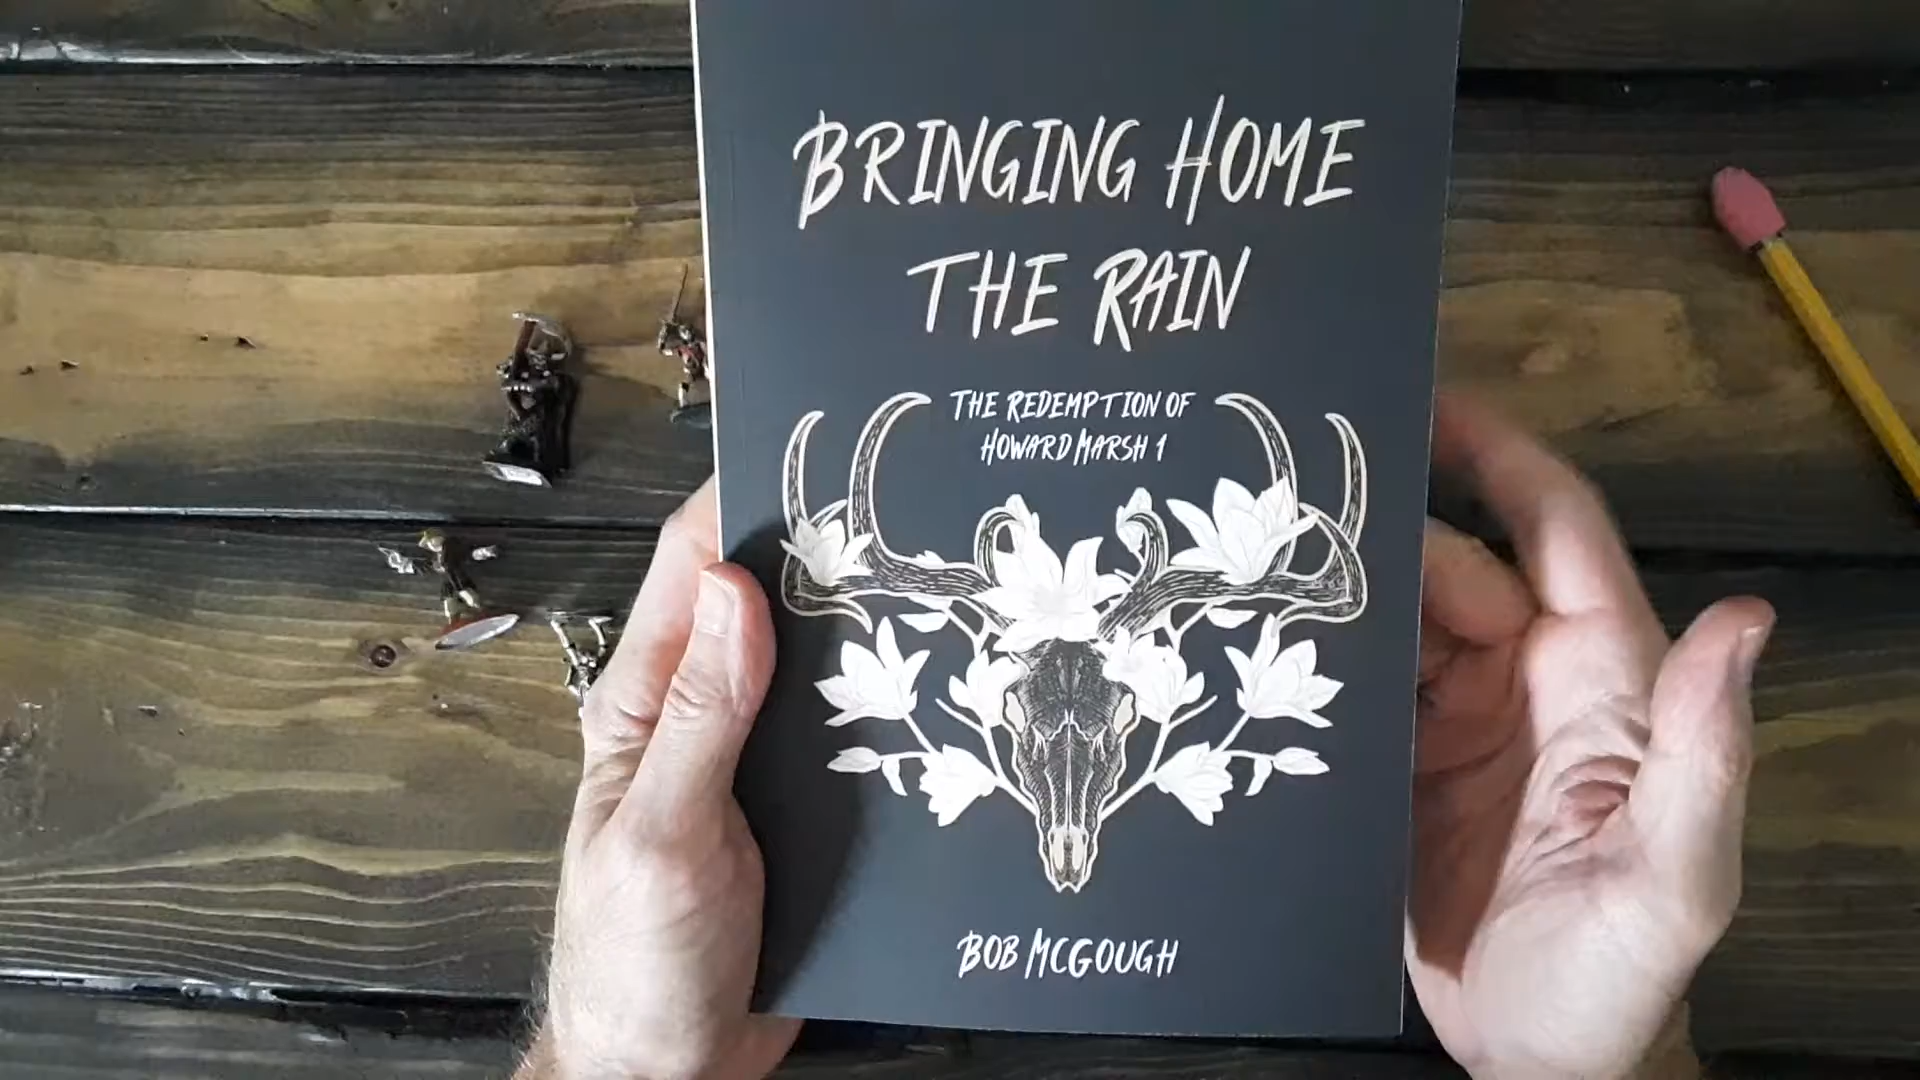 BRINGING HOME
THE RAIN
THE REDEMPTION OF
HOWARD MARSH 1
BOB MCGOUGH